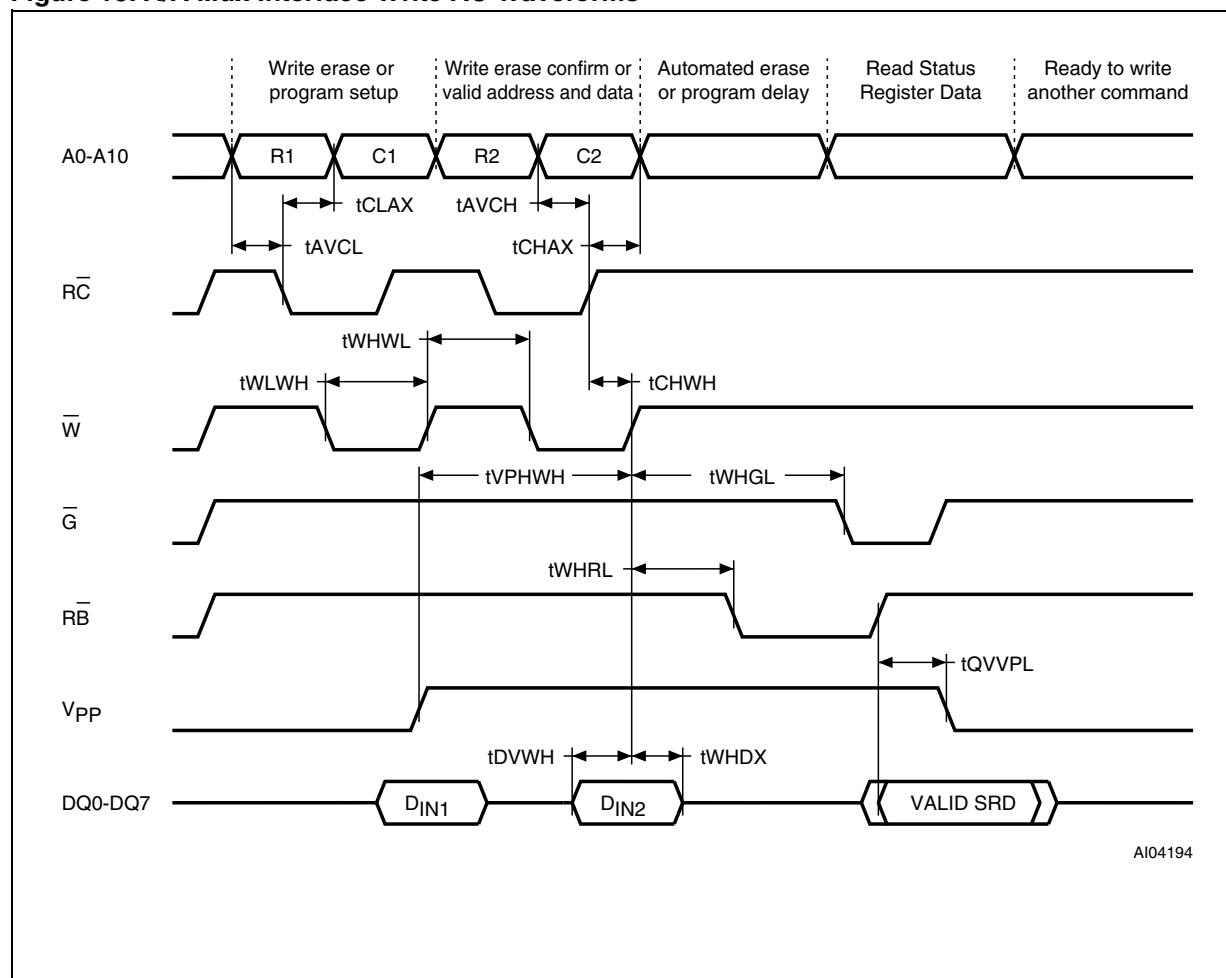 Write erase or
program setup
Write erase confirm or
valid address and data
Automated erase
or program delay
Read Status
Register Data
Ready to write
another command
A0-A10
R1
C1
R2
C2
tCLAX
tAVCH
tAVCL
tCHAX
RC̅
tWHWL
tWLWH
tCHWH
W̅
tVPHWH
tWHGL
G̅
tWHRL
RB̅
tQVVPL
VPP
tDVWH
tWHDX
DQ0-DQ7
DIN1
DIN2
VALID SRD
AI04194